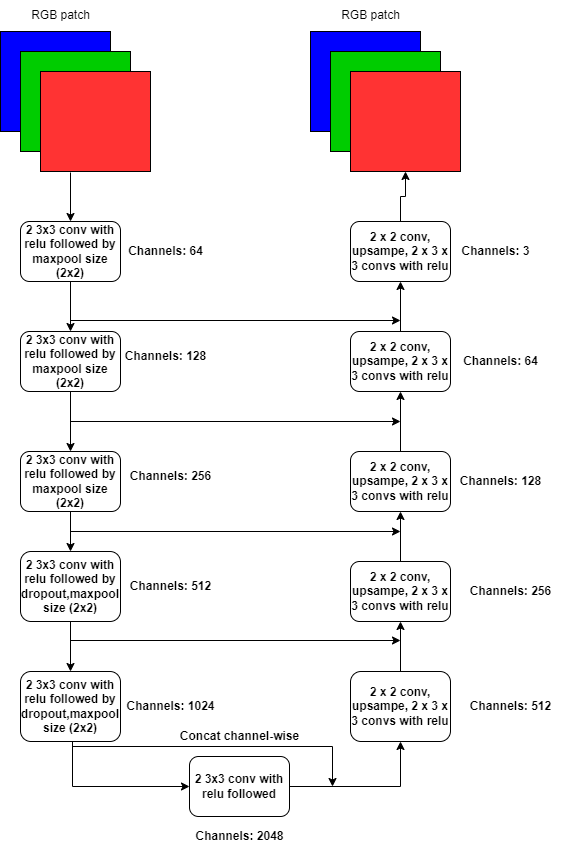 RGB patch
RGB patch
2 3x3 conv with
relu followed by
maxpool size
(2x2)
Channels: 64
2 x 2 conv,
upsampe, 2 x 3 x
3 convs with relu
Channels: 3
2 3x3 conv with
relu followed by
maxpool size
(2x2)
Channels: 128
2 x 2 conv,
upsampe, 2 x 3 x
3 convs with relu
Channels: 64
2 3x3 conv with
relu followed by
maxpool size
(2x2)
Channels: 256
2 x 2 conv,
upsampe, 2 x 3 x
3 convs with relu
Channels: 128
2 3x3 conv with
relu followed by
dropout,maxpool
size (2x2)
Channels: 512
2 x 2 conv,
upsampe, 2 x 3 x
3 convs with relu
Channels: 256
2 3x3 conv with
relu followed by
dropout,maxpool
size (2x2)
Channels: 1024
2 x 2 conv,
upsampe, 2 x 3 x
3 convs with relu
Channels: 512
Concat channel-wise
2 3x3 conv with
relu followed
Channels: 2048